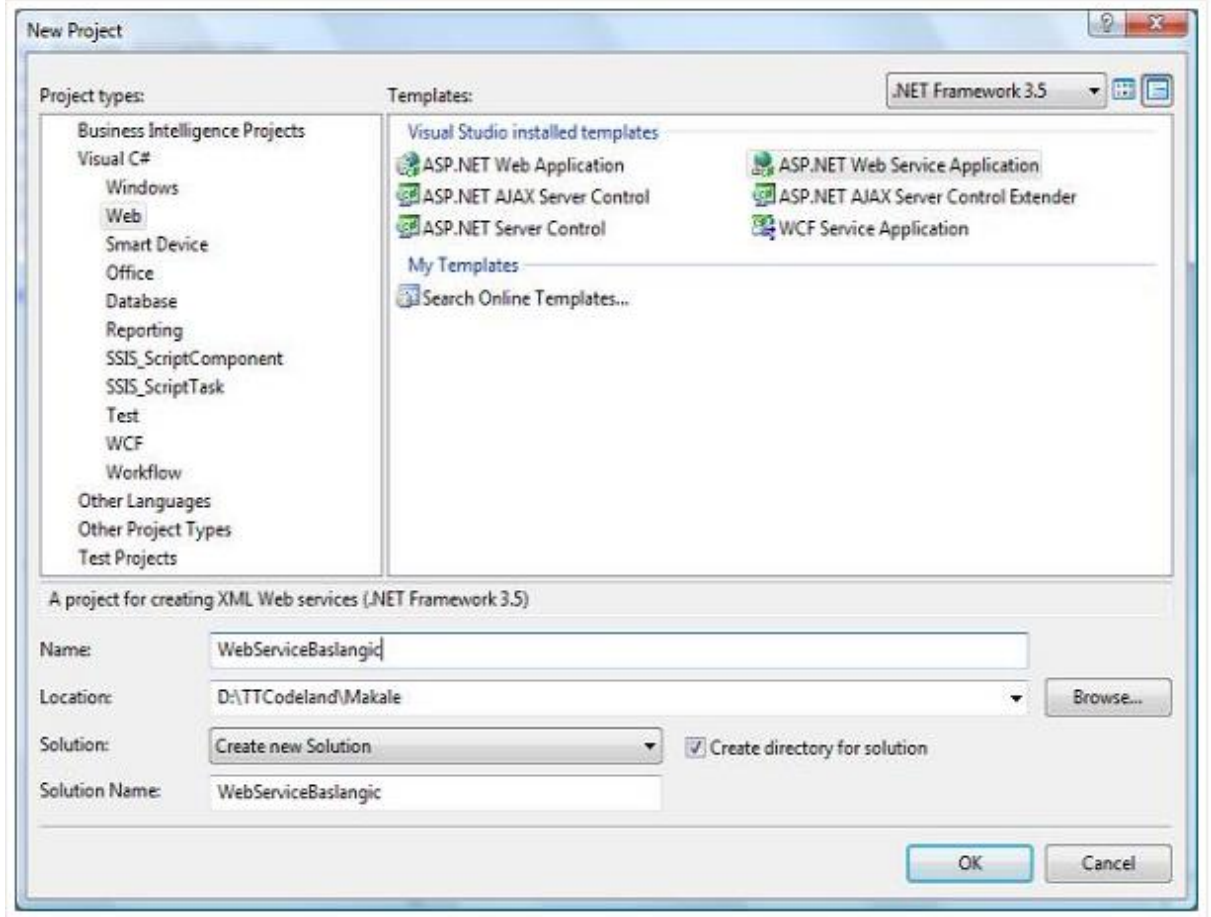 New Project
Project types:
Templates:
.NET Framework 3.5
Business Intelligence Projects
Visual C#
Windows
Web
Smart Device
Office
Database
Reporting
SSIS_ScriptComponent
SSIS_ScriptTask
Test
WCF
Workflow
Other Languages
Other Project Types
Test Projects
Visual Studio installed templates
ASP.NET Web Application
ASP.NET Web Service Application
ASP.NET AJAX Server Control
ASP.NET AJAX Server Control Extender
ASP.NET Server Control
WCF Service Application
My Templates
Search Online Templates...
A project for creating XML Web services (.NET Framework 3.5)
Name: WebServiceBaslangic
Location: D:\TTCodeland\Makale Browse...
Solution: Create new Solution Create directory for solution
Solution Name: WebServiceBaslangic
OK Cancel